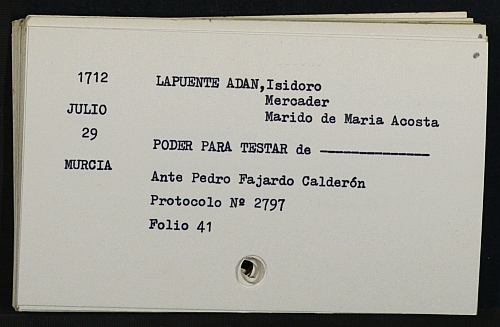 1712
JULIO
29
MURCIA
LAPUENTE ADAN,Isidoro
Mercader
Marido de Maria Acosta
PODER PARA TESTAR de ——————————————
Ante Pedro Fajardo Calderón
Protocolo Nº 2797
Folio 41